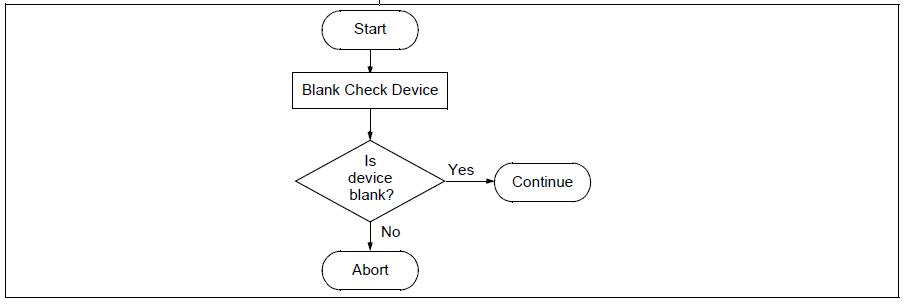 Start
Blank Check Device
Is
device
blank?
Yes
Continue
No
Abort